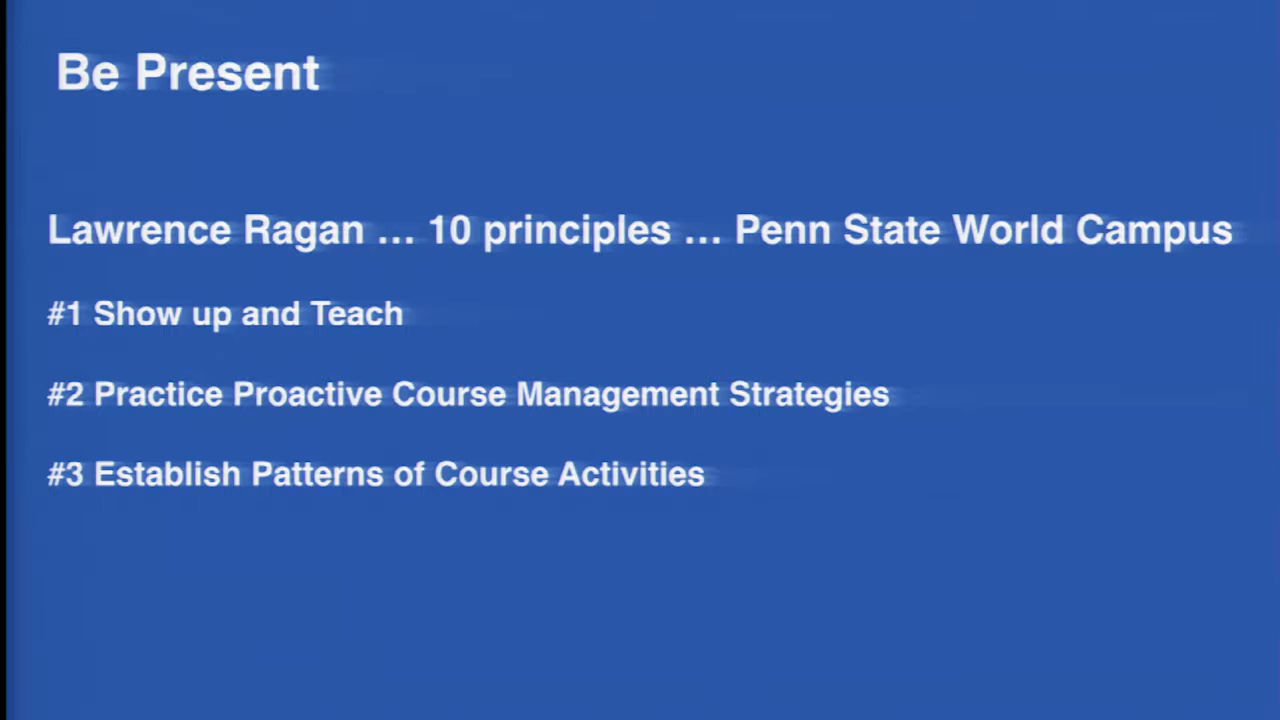 Be Present
Lawrence Ragan ... 10 principles ... Penn State World Campus
#1 Show up and Teach
#2 Practice Proactive Course Management Strategies
#3 Establish Patterns of Course Activities